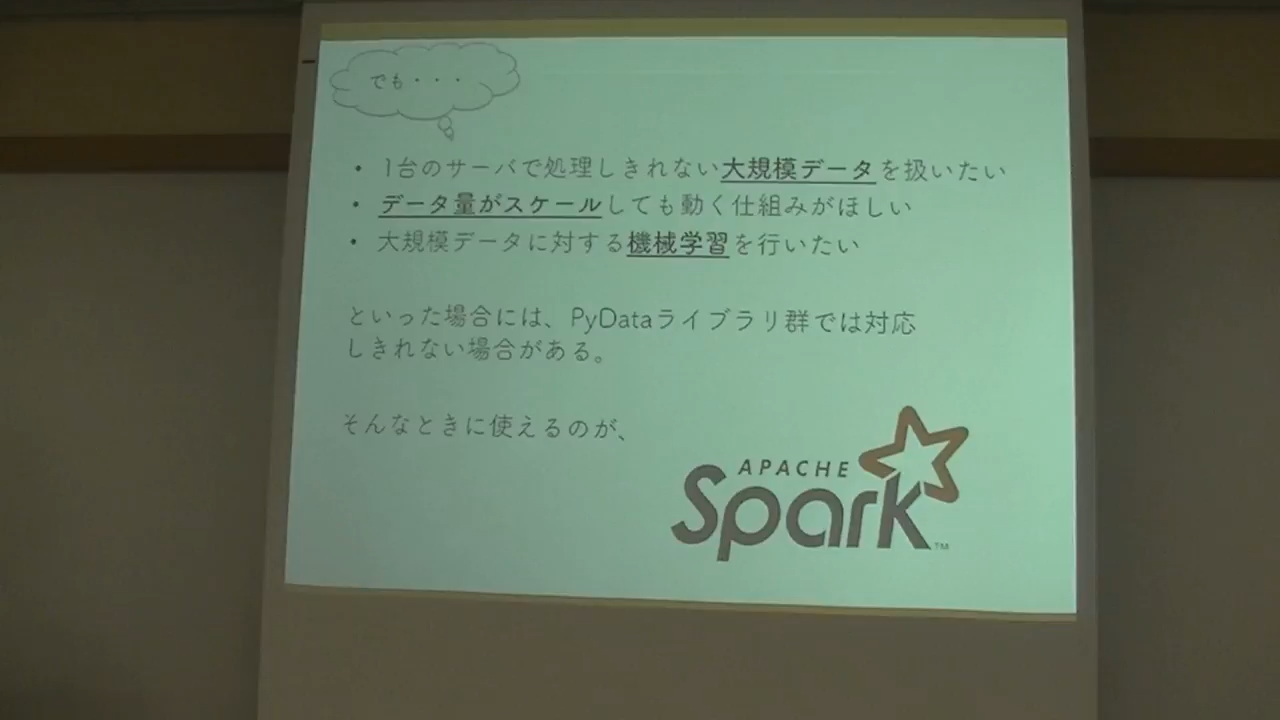 でも・・・
・ 1台のサーバで処理しきれない大規模データを扱いたい
・ データ量がスケールしても動く仕組みがほしい
・ 大規模データに対する機械学習を行いたい
といった場合には、PyDataライブラリ群では対応
しきれない場合がある。
そんなときに使えるのが、
APACHE
Spark™